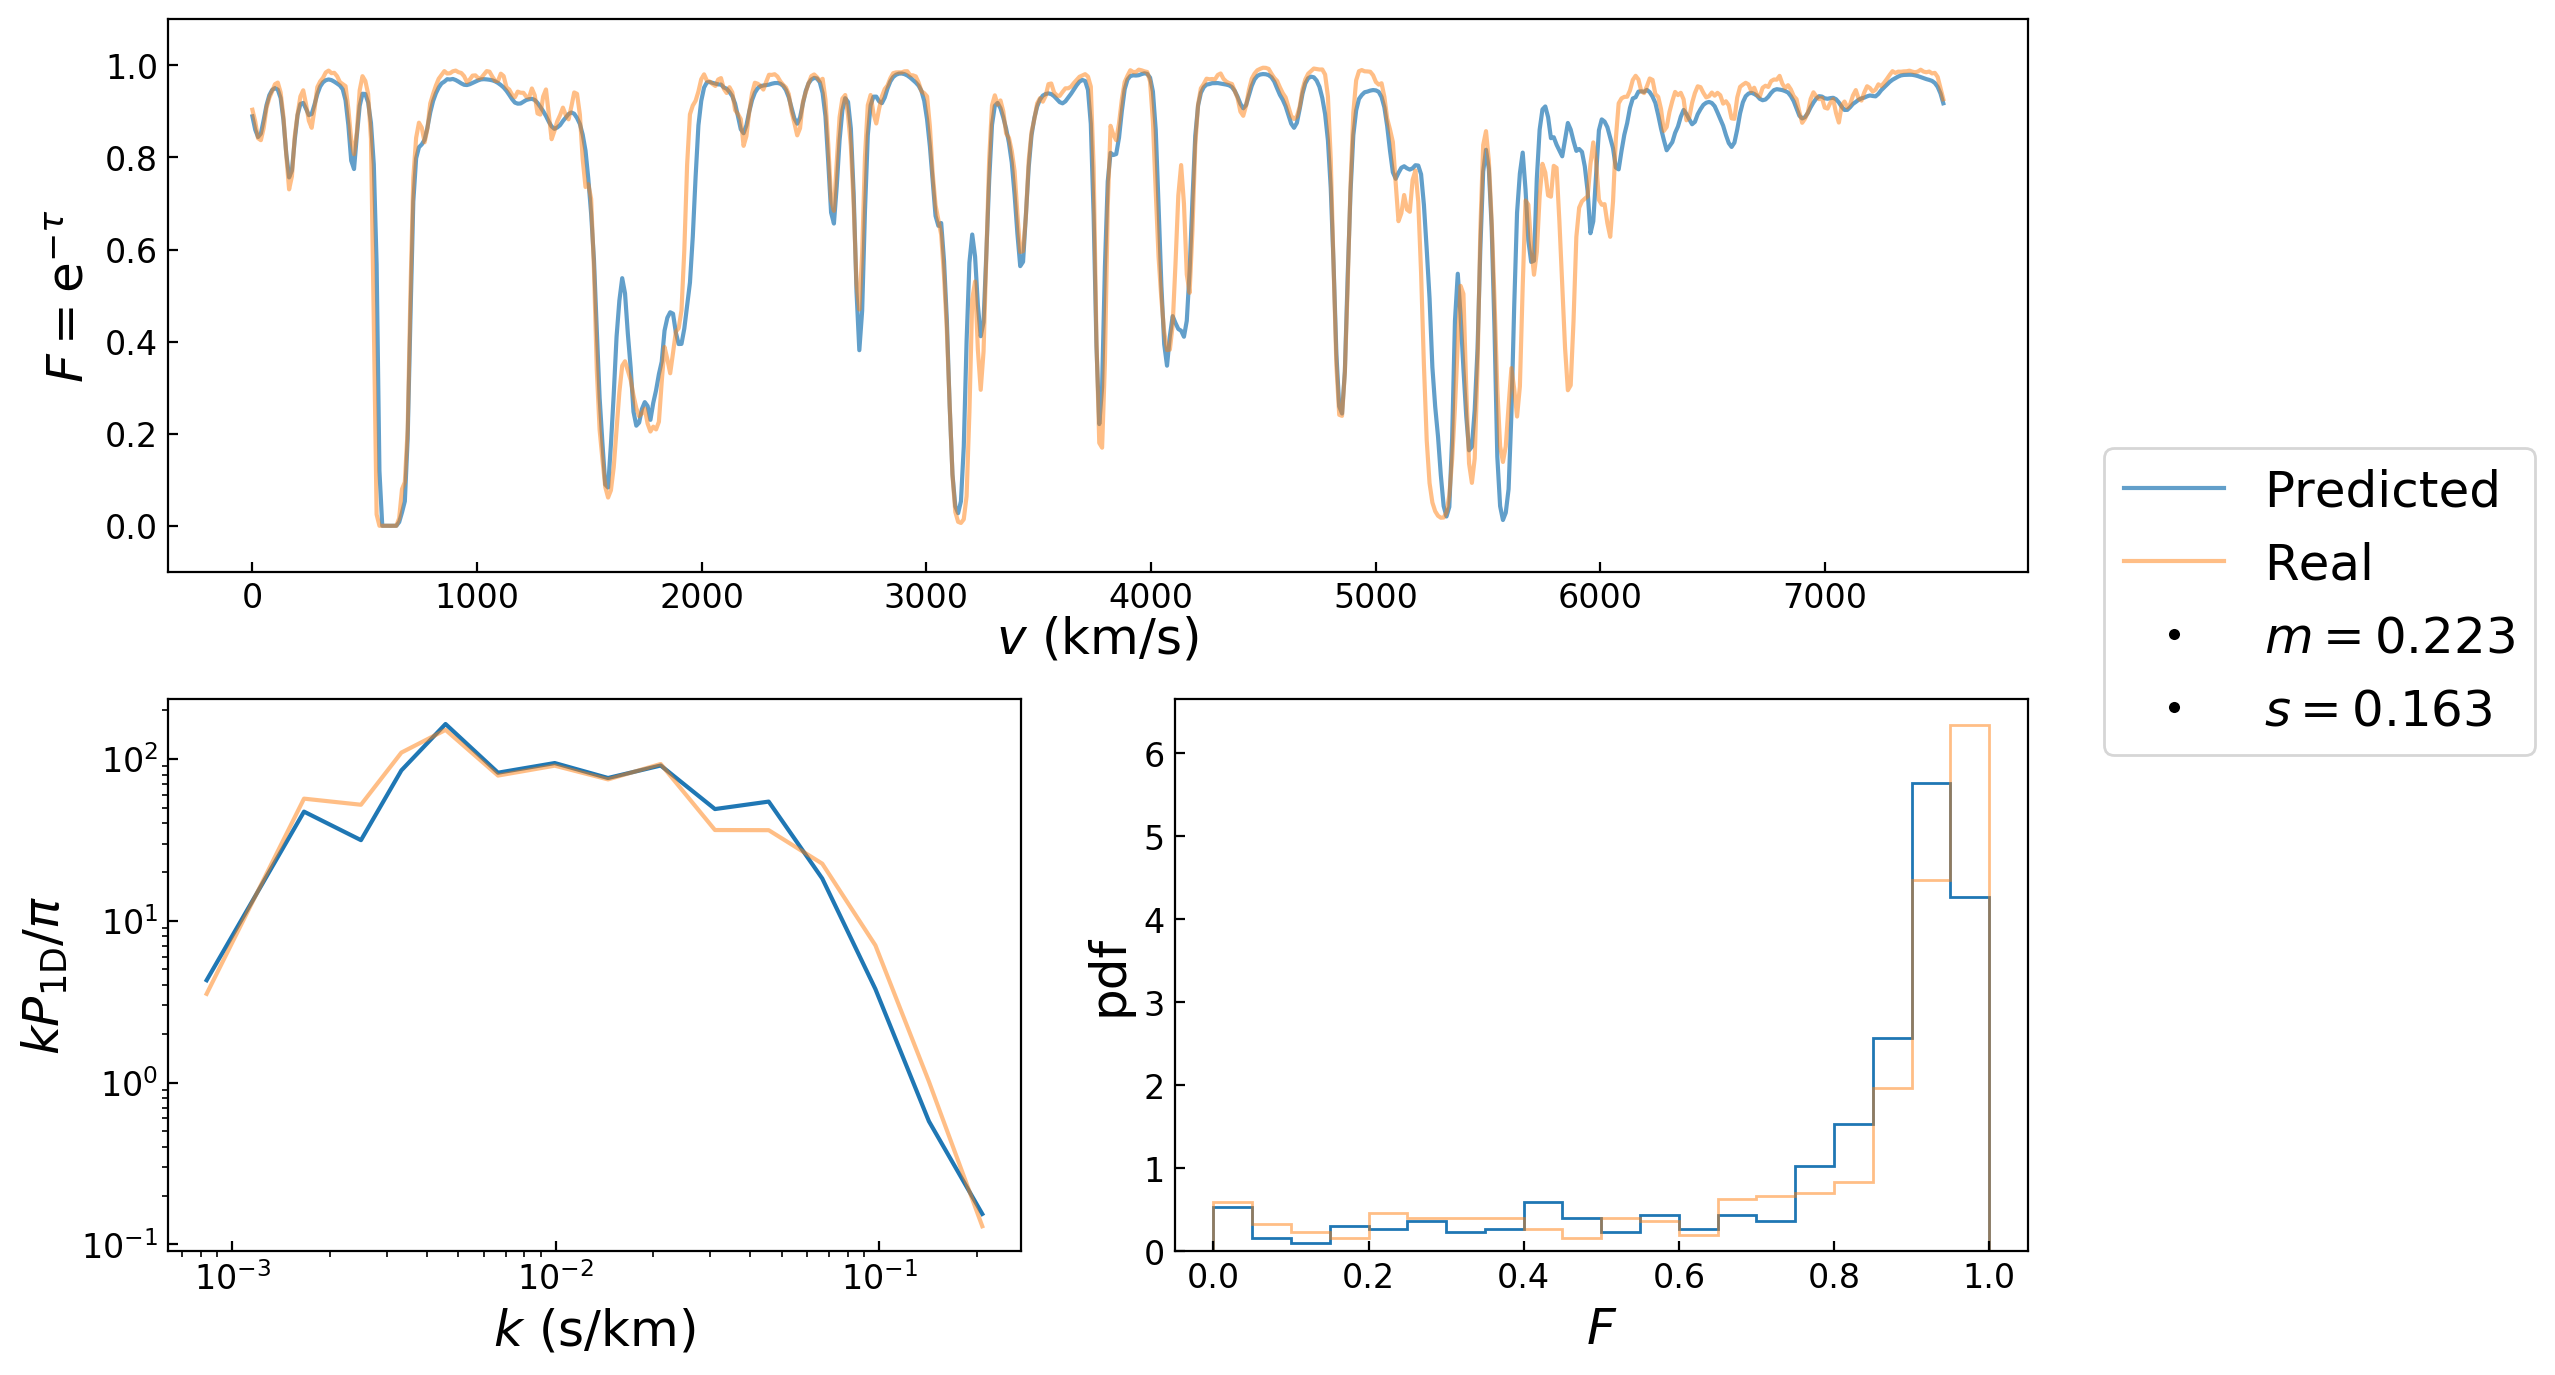 F = e^{-τ}
1.0
0.8
0.6
0.4
0.2
0.0
0 1000 2000 3000 4000 5000 6000 7000
v (km/s)
Predicted
Real
m = 0.223
s = 0.163
kP_{1D}/π
10^2
10^1
10^0
10^{-1}
10^{-3} 10^{-2} 10^{-1}
k (s/km)
pdf
6
5
4
3
2
1
0
0.0 0.2 0.4 0.6 0.8 1.0
F